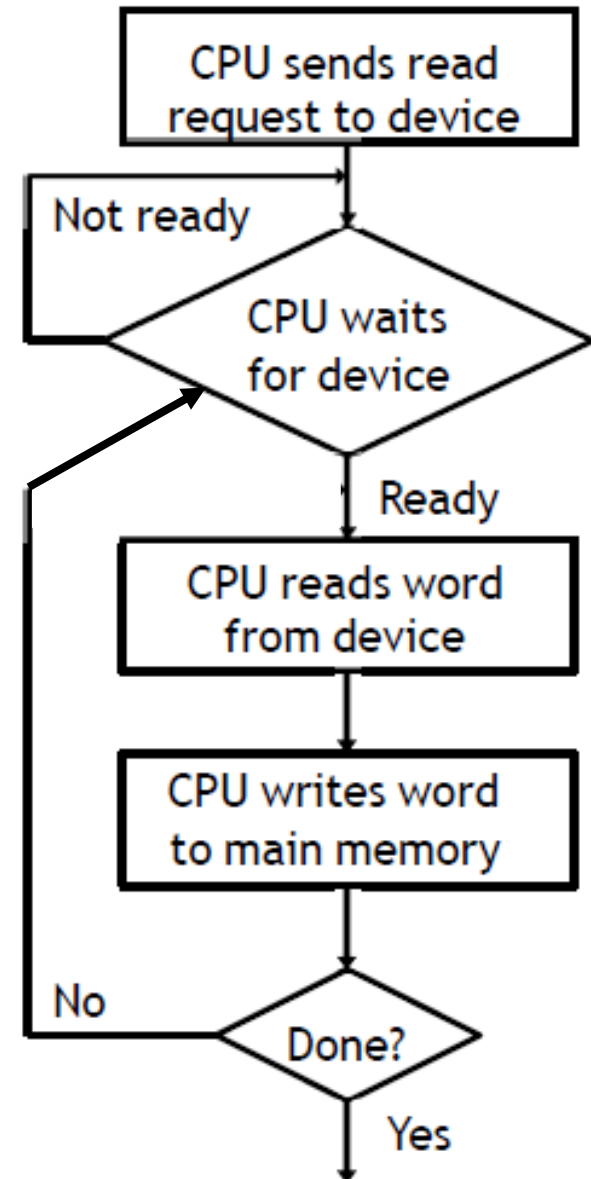 CPU sends read
request to device
Not ready
CPU waits
for device
Ready
CPU reads word
from device
CPU writes word
to main memory
No
Done?
Yes